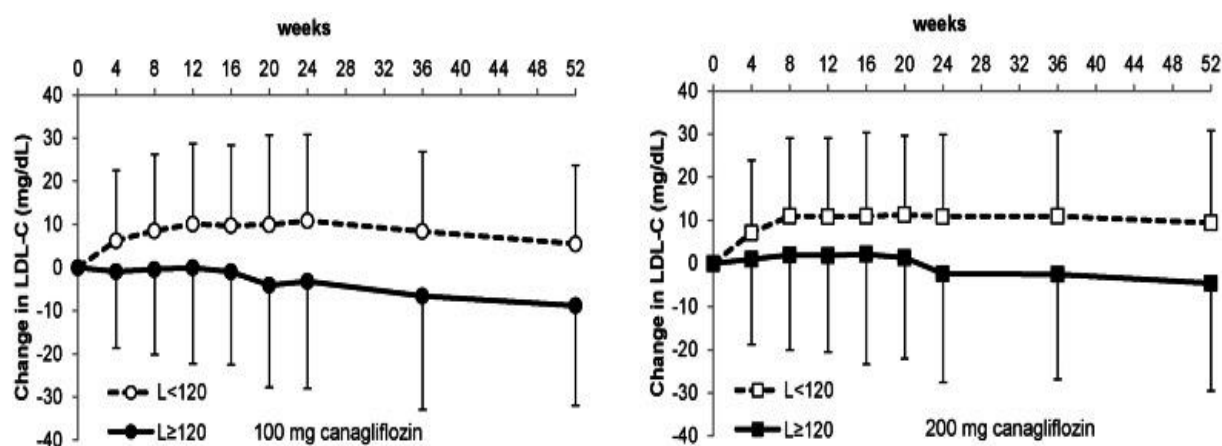 weeks
0 4 8 12 16 20 24 28 32 36 40 44 48 52
40
30
20
10
0
-10
-20
-30
-40
Change in LDL-C (mg/dL)
L<120
L≥120
100 mg canagliflozin
weeks
0 4 8 12 16 20 24 28 32 36 40 44 48 52
40
30
20
10
0
-10
-20
-30
-40
Change in LDL-C (mg/dL)
L<120
L≥120
200 mg canagliflozin